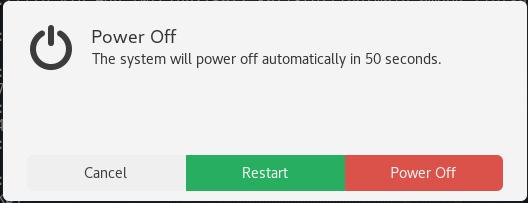 Power Off
The system will power off automatically in 50 seconds.
Cancel
Restart
Power Off